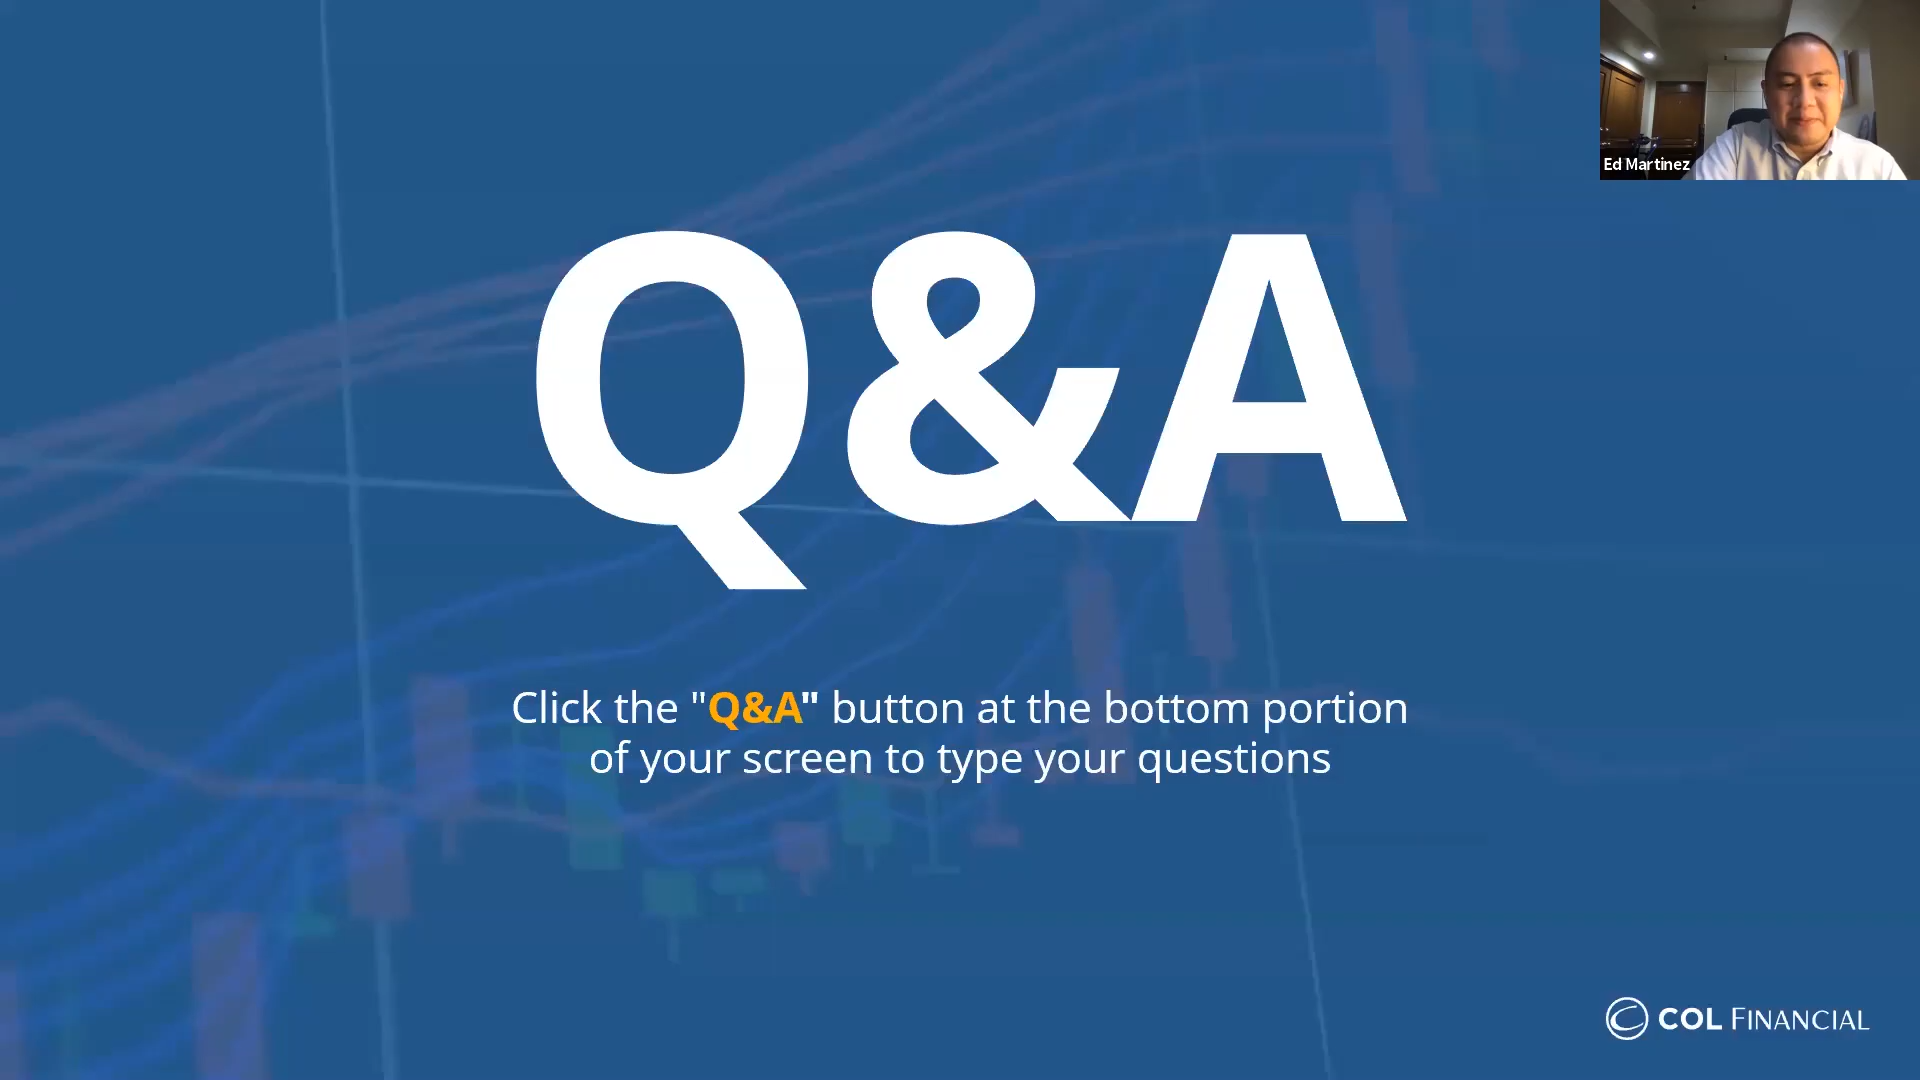 Ed Martinez
Q&A
Click the "Q&A" button at the bottom portion
of your screen to type your questions
COL FINANCIAL